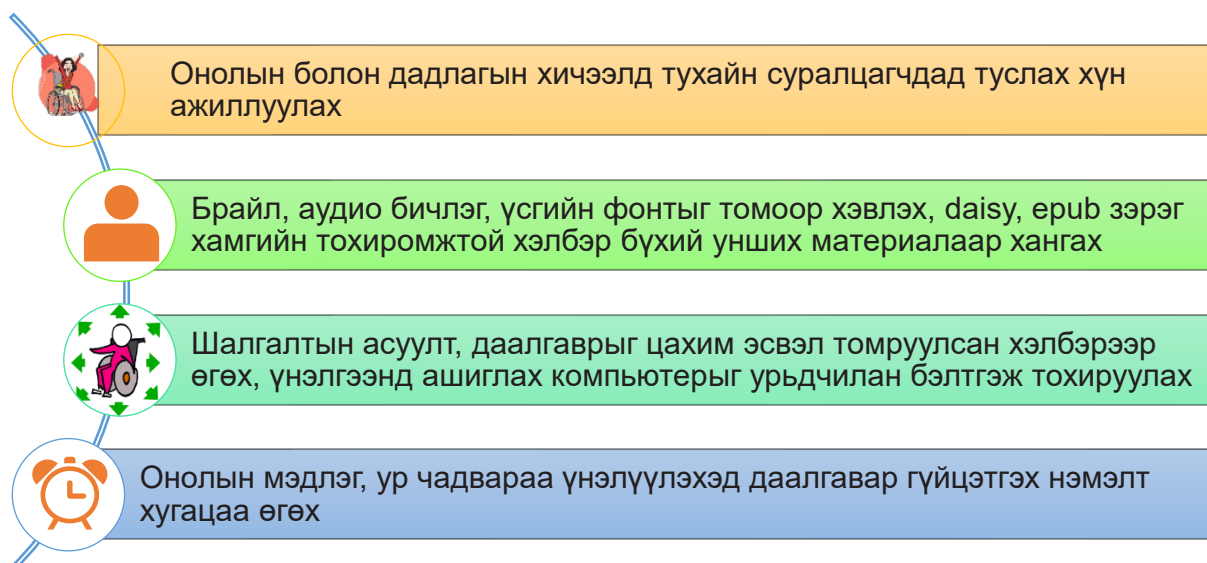 Онолын болон дадлагын хичээлд тухайн суралцагчдад туслах хүн
ажиллуулах
Брайл, аудио бичлэг, үсгийн фонтыг томоор хэвлэх, daisy, epub зэрэг
хамгийн тохиромжтой хэлбэр бүхий унших материалаар хангах
Шалгалтын асуулт, даалгаврыг цахим эсвэл томруулсан хэлбэрээр
өгөх, үнэлгээнд ашиглах компьютерыг урьдчилан бэлтгэж тохируулах
Онолын мэдлэг, ур чадвараа үнэлүүлэхэд даалгавар гүйцэтгэх нэмэлт
хугацаа өгөх